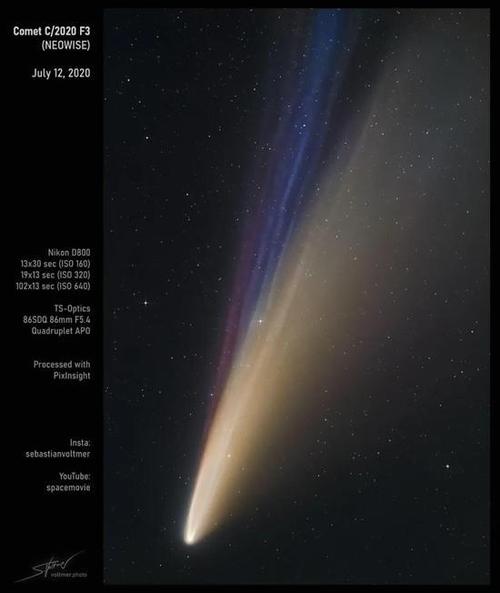 Comet C/2020 F3
(NEOWISE)
July 12, 2020
Nikon D800
13x30 sec (ISO 160)
19x13 sec (ISO 320)
102x13 sec (ISO 640)
TS-Optics
86SDQ 86mm F5.4
Quadruplet APO
Processed with
PixInsight
Insta:
sebastianvoltmer
YouTube:
spacemovie
voltmer.photo